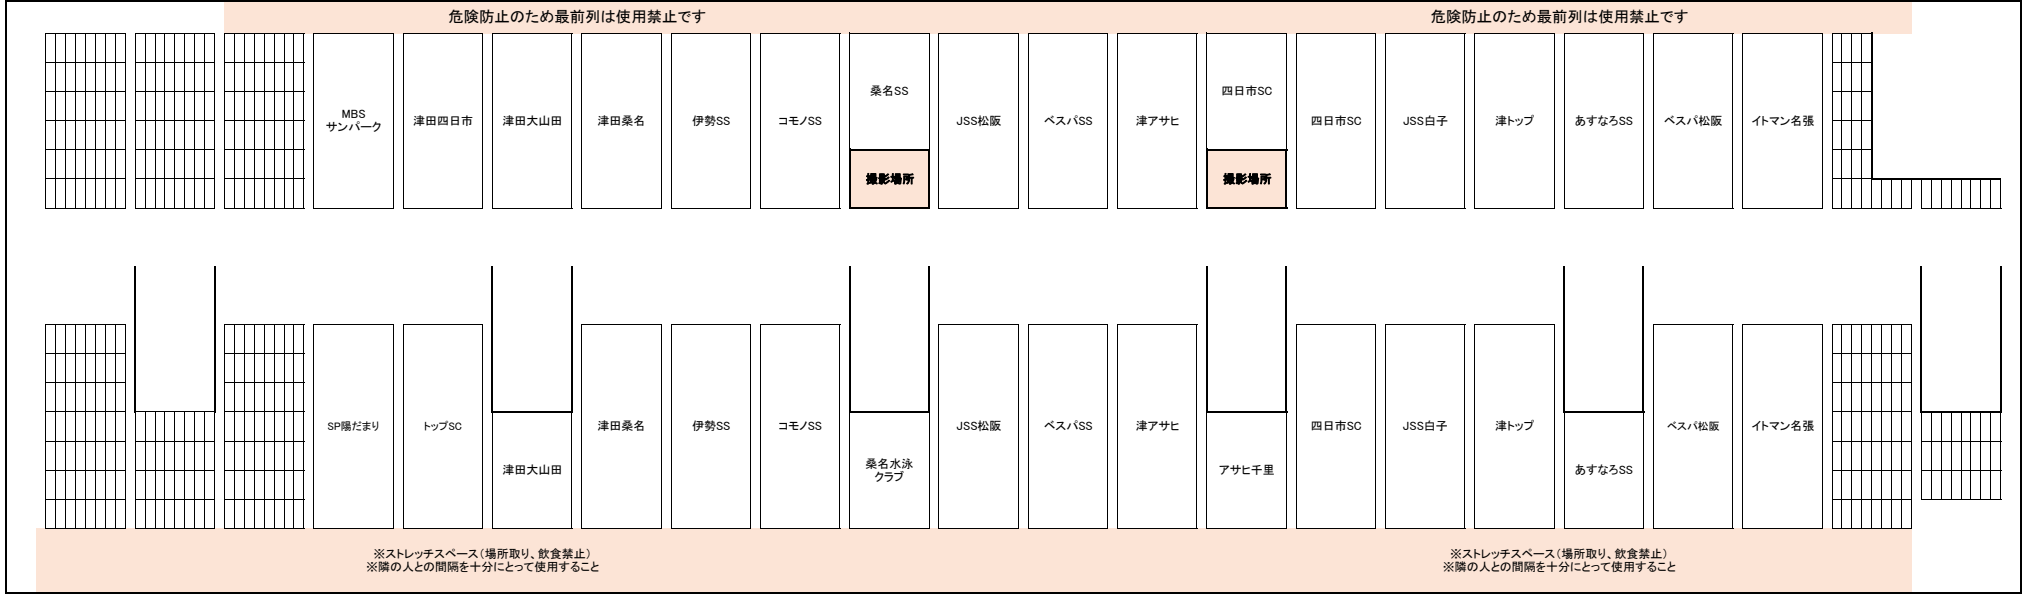 危険防止のため最前列は使用禁止です
危険防止のため最前列は使用禁止です
MBS
サンパーク
津田四日市
津田大山田
津田桑名
伊勢SS
コモノSS
桑名SS
JSS松阪
ベスパSS
津アサヒ
四日市SC
四日市SC
JSS白子
津トップ
あすなろSS
ベスパ松阪
イトマン名張
撮影場所
撮影場所
SP陽だまり
トップSC
津田大山田
津田桑名
伊勢SS
コモノSS
桑名水泳
クラブ
JSS松阪
ベスパSS
津アサヒ
アサヒ千里
四日市SC
JSS白子
津トップ
あすなろSS
ベスパ松阪
イトマン名張
※ストレッチスペース（場所取り、飲食禁止）
※隣の人との間隔を十分にとって使用すること
※ストレッチスペース（場所取り、飲食禁止）
※隣の人との間隔を十分にとって使用すること